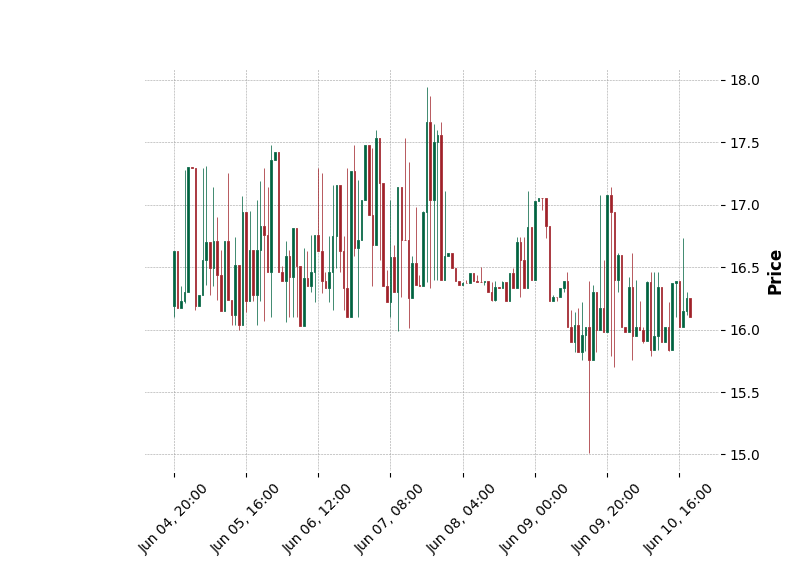 18.0
17.5
17.0
16.5
16.0
15.5
15.0
Price
Jun 04, 20:00
Jun 05, 16:00
Jun 06, 12:00
Jun 07, 08:00
Jun 08, 04:00
Jun 09, 00:00
Jun 09, 20:00
Jun 10, 16:00